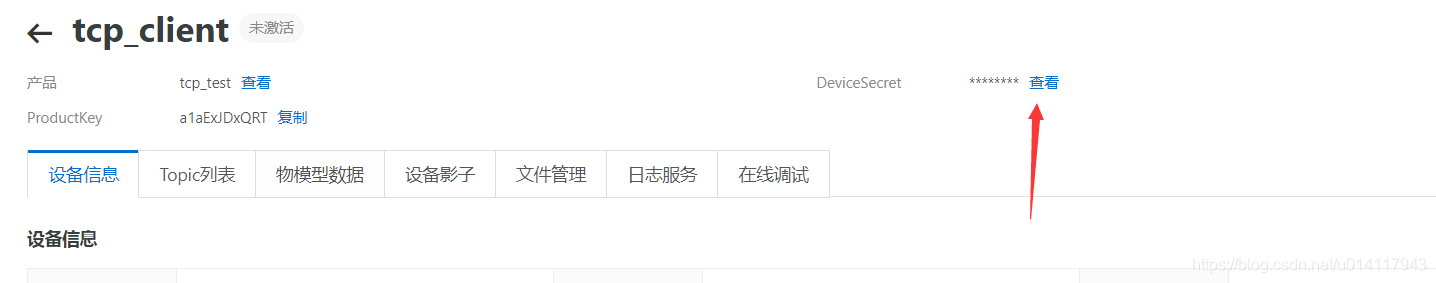 tcp_client 未激活
产品 tcp_test 查看 DeviceSecret ******** 查看
ProductKey a1aExJDxQRT 复制
设备信息 Topic列表 物模型数据 设备影子 文件管理 日志服务 在线调试
设备信息
https://blog.csdn.net/u014117943